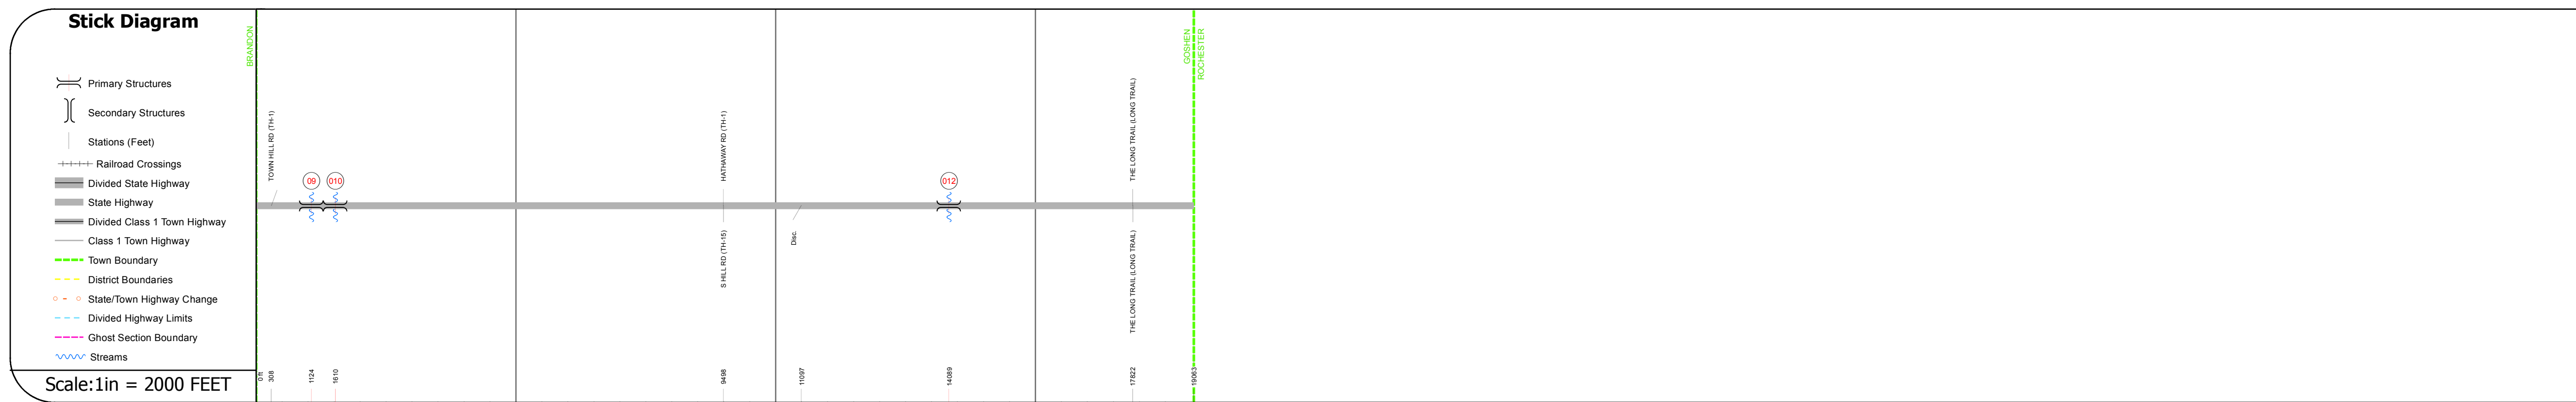 Stick Diagram
Primary Structures
Secondary Structures
Stations (Feet)
Railroad Crossings
Divided State Highway
State Highway
Divided Class 1 Town Highway
Class 1 Town Highway
Town Boundary
District Boundaries
State/Town Highway Change
Divided Highway Limits
Ghost Section Boundary
Streams
Scale:1in = 2000 FEET
BRANDON
TOWN HILL RD (TH-1)
09
010
HATHAWAY RD (TH-1)
S HILL RD (TH-15)
Disc.
012
THE LONG TRAIL (LONG TRAIL)
THE LONG TRAIL (LONG TRAIL)
GOSHEN
ROCHESTER
0 ft
308
1124
1610
9498
11097
14089
17822
19063